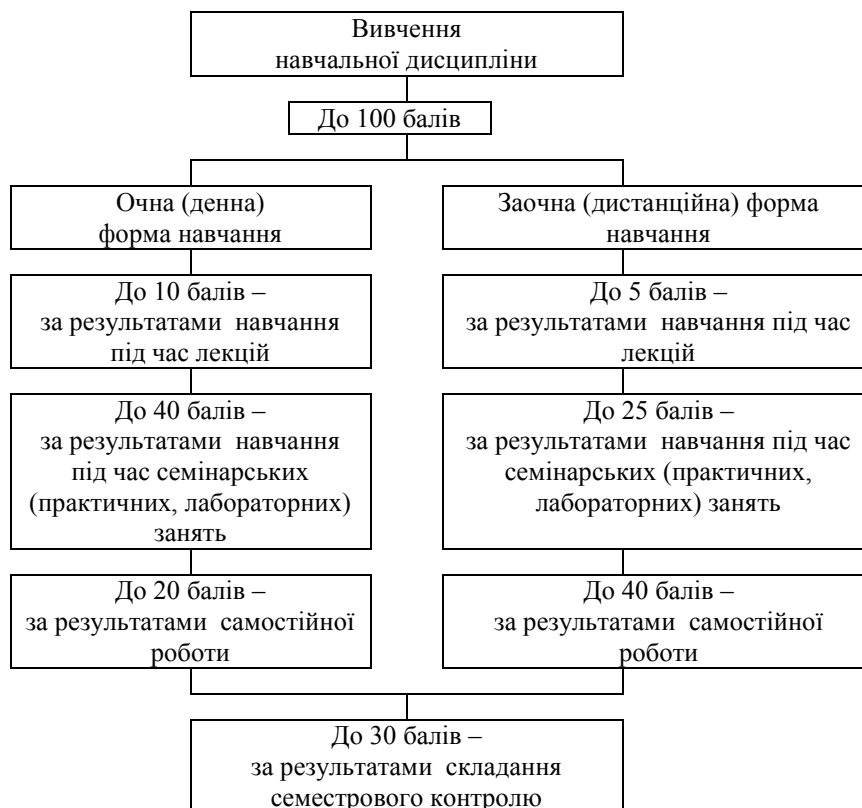 Вивчення
навчальної дисципліни
До 100 балів
Очна (денна)
форма навчання
Заочна (дистанційна) форма
навчання
До 10 балів –
за результатами навчання
під час лекцій
До 5 балів –
за результатами навчання під час
лекцій
До 40 балів –
за результатами навчання
під час семінарських
(практичних, лабораторних)
занять
До 25 балів –
за результатами навчання під час
семінарських (практичних,
лабораторних) занять
До 20 балів –
за результатами самостійної
роботи
До 40 балів –
за результатами самостійної
роботи
До 30 балів –
за результатами складання
семестрового контролю